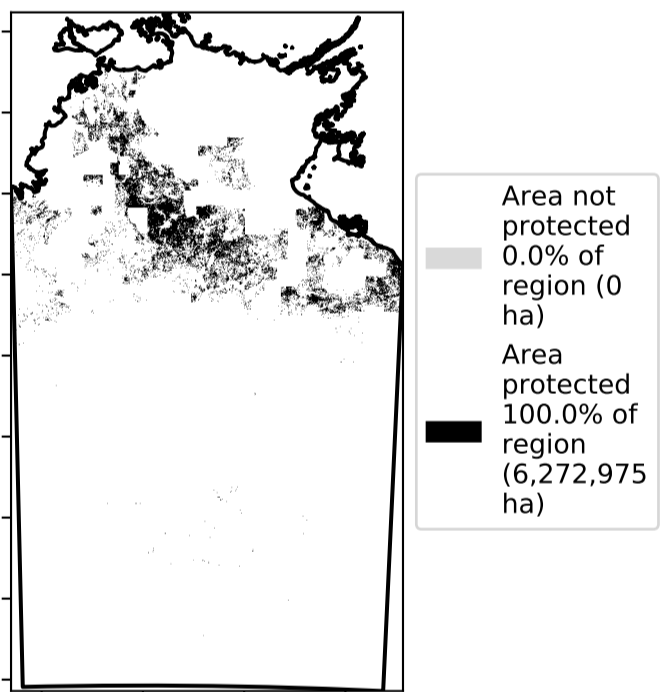 Area not
protected
0.0% of
region (0
ha)
Area
protected
100.0% of
region
(6,272,975
ha)